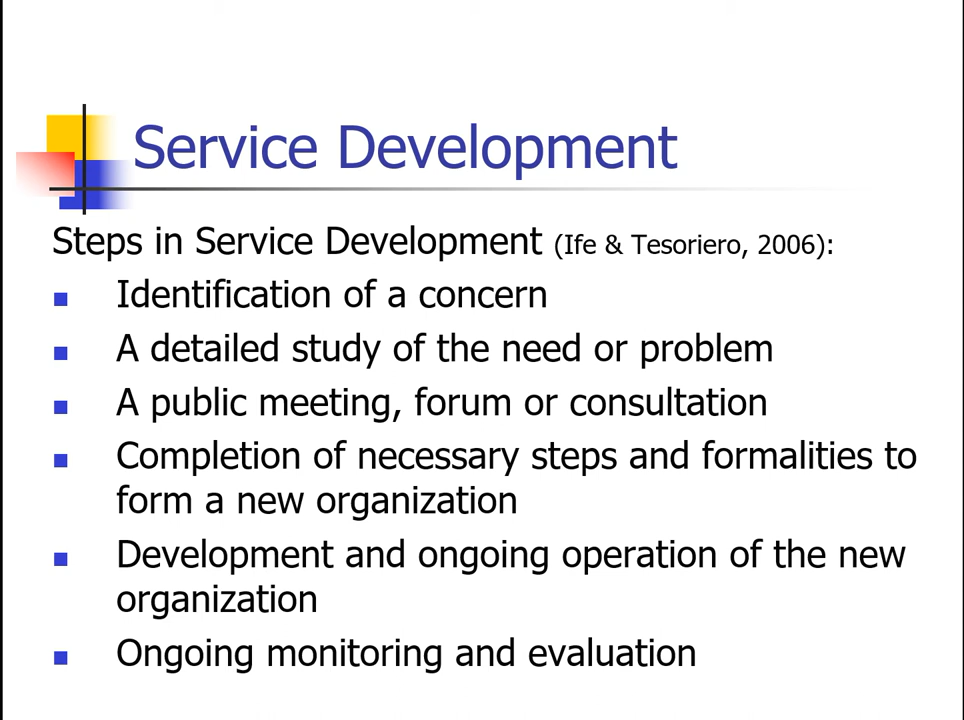 Service Development
Steps in Service Development (Ife & Tesoriero, 2006):
Identification of a concern
A detailed study of the need or problem
A public meeting, forum or consultation
Completion of necessary steps and formalities to
form a new organization
Development and ongoing operation of the new
organization
Ongoing monitoring and evaluation